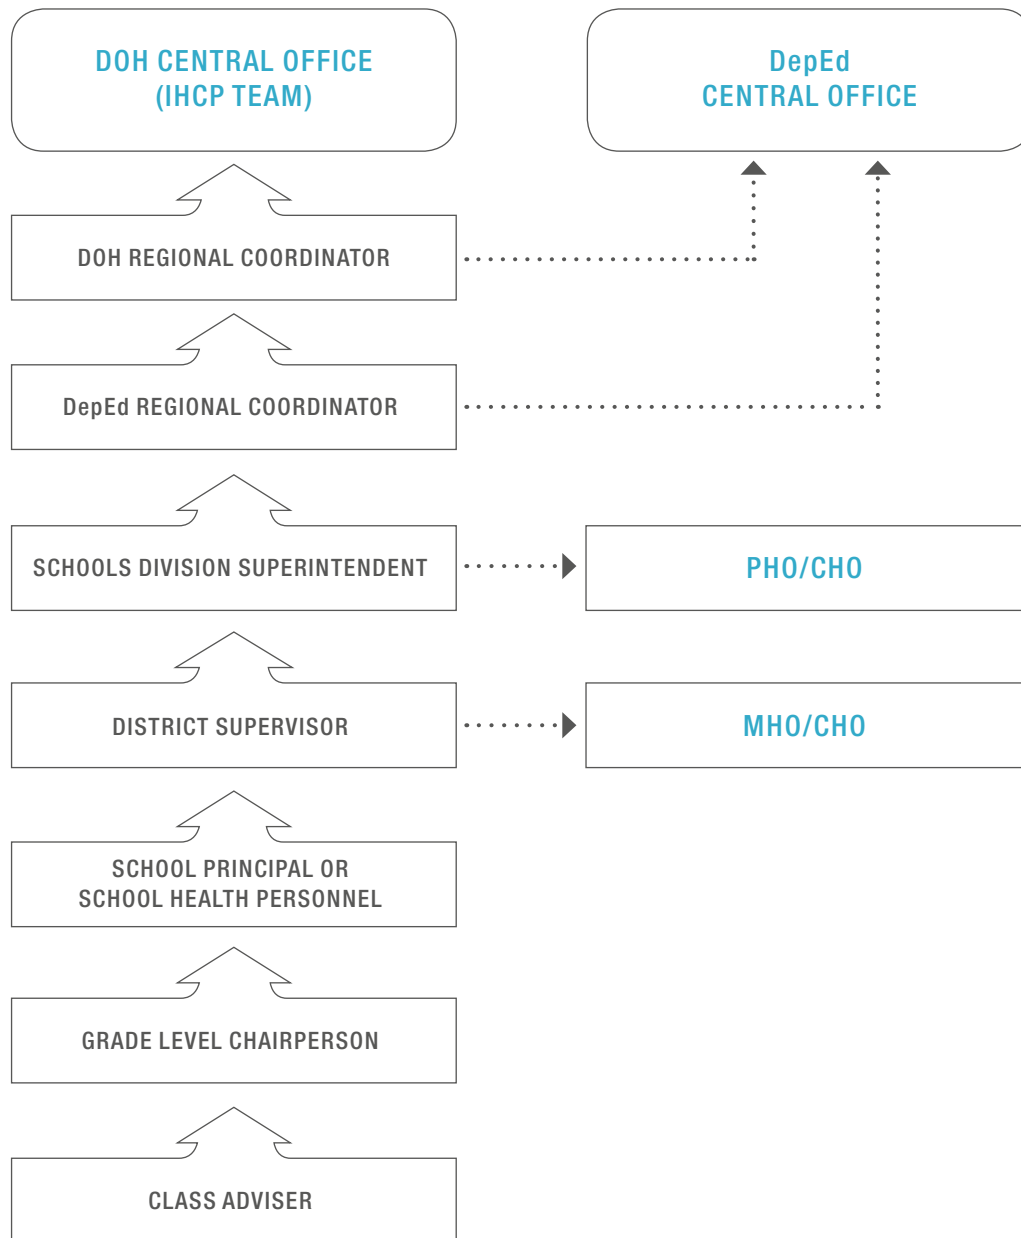 DOH CENTRAL OFFICE
(IHCP TEAM)
DepEd
CENTRAL OFFICE
DOH REGIONAL COORDINATOR
DepEd REGIONAL COORDINATOR
SCHOOLS DIVISION SUPERINTENDENT
PHO/CHO
DISTRICT SUPERVISOR
MHO/CHO
SCHOOL PRINCIPAL OR
SCHOOL HEALTH PERSONNEL
GRADE LEVEL CHAIRPERSON
CLASS ADVISER